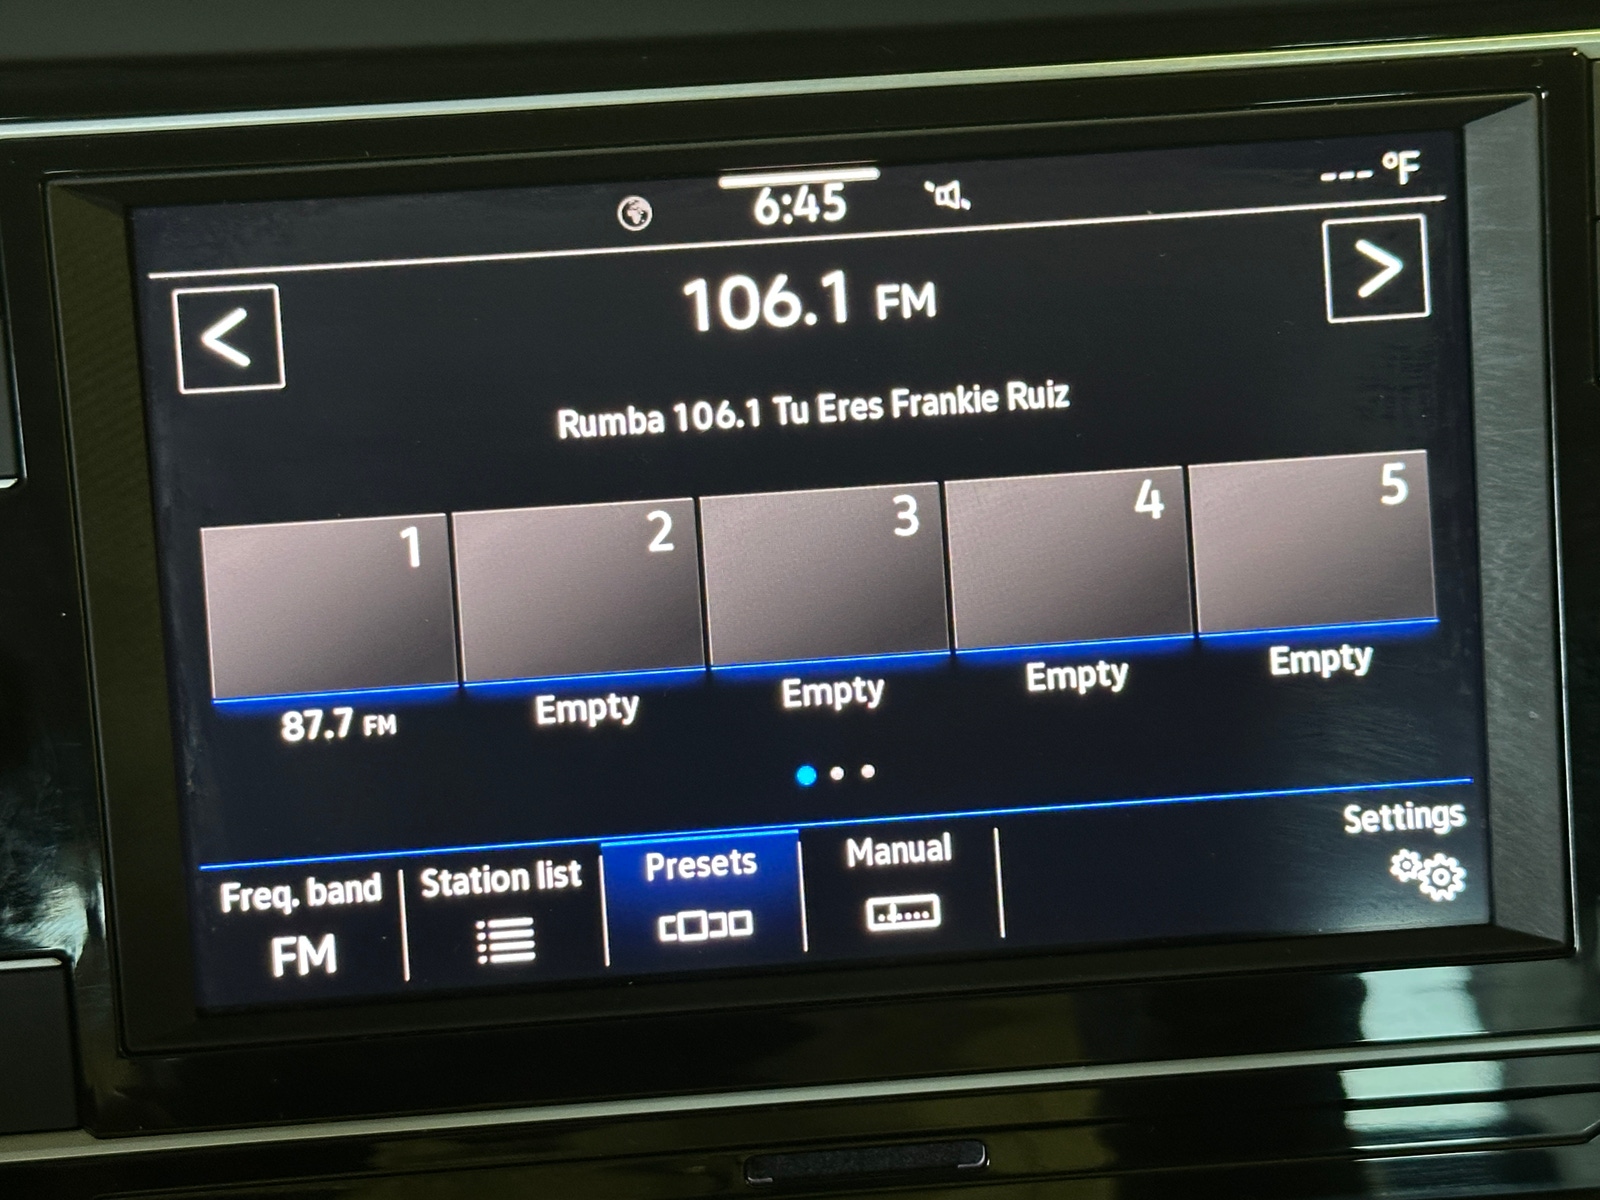 6:45
--- °F
<
106.1 FM
>
Rumba 106.1 Tu Eres Frankie Ruiz
1
2
3
4
5
87.7 FM
Empty
Empty
Empty
Empty
Freq. band
FM
Station list
Presets
Manual
Settings